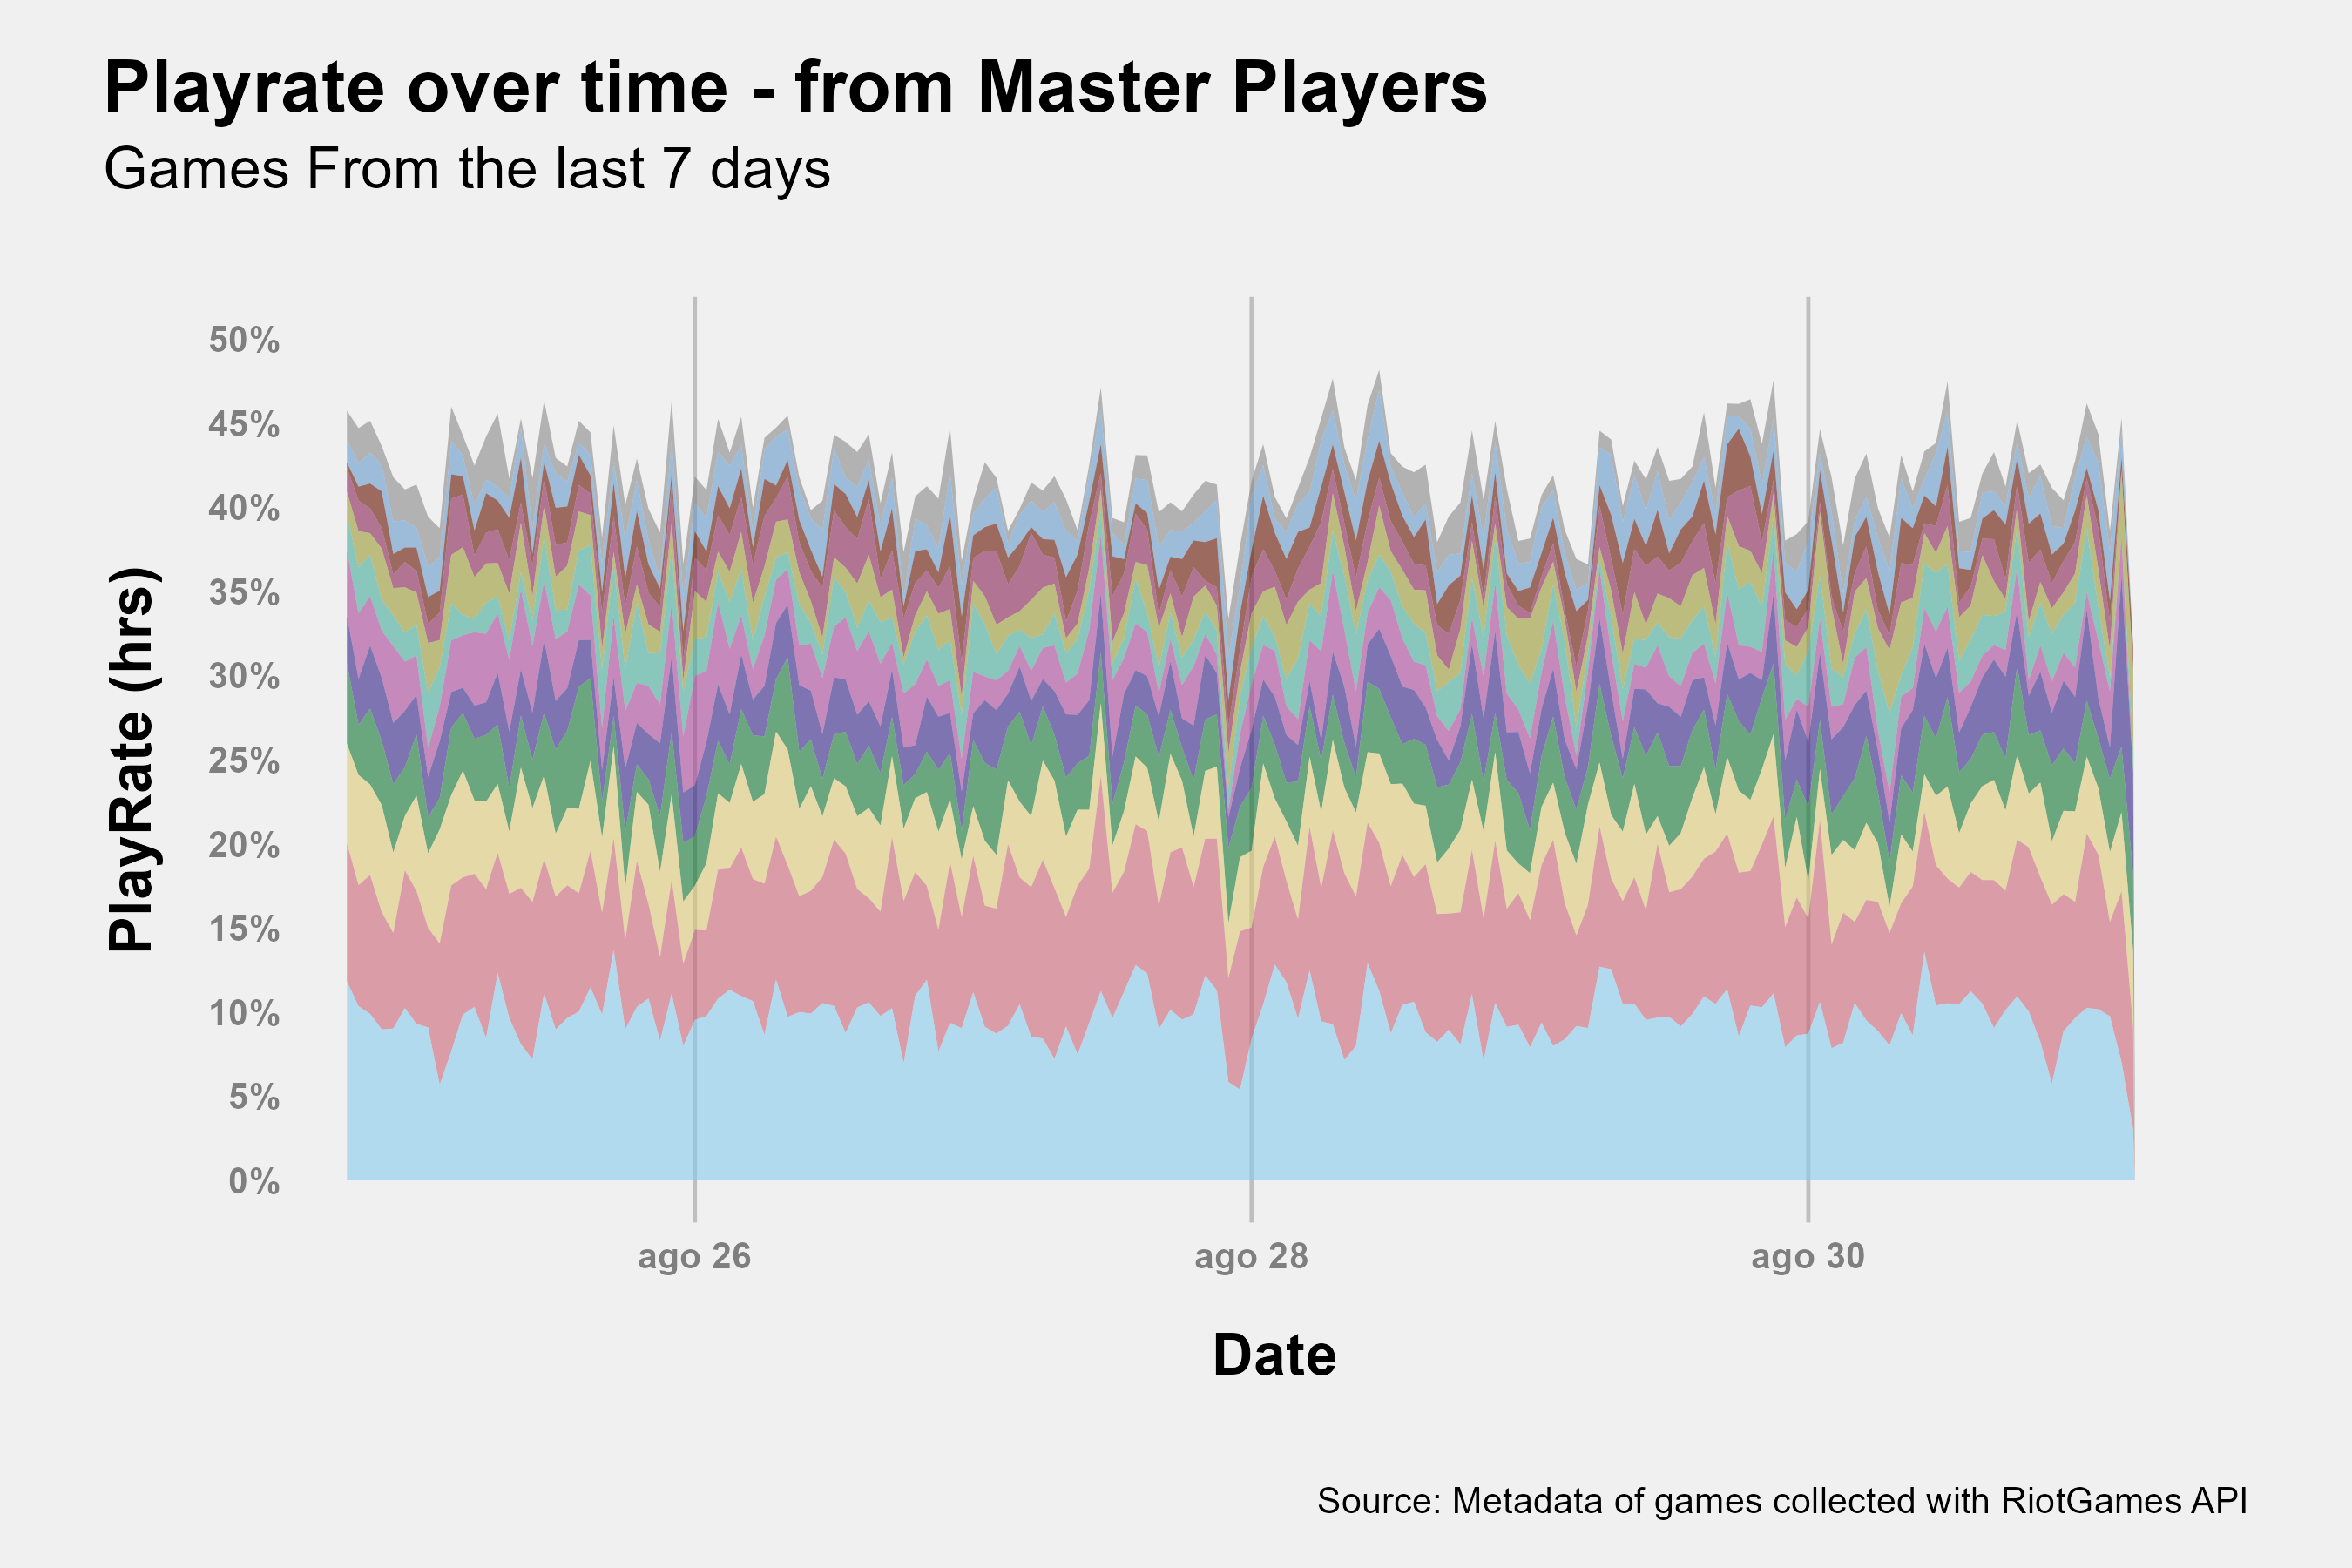 Playrate over time - from Master Players
Games From the last 7 days
PlayRate (hrs)
50%
45%
40%
35%
30%
25%
20%
15%
10%
5%
0%
ago 26
ago 28
ago 30
Date
Source: Metadata of games collected with RiotGames API